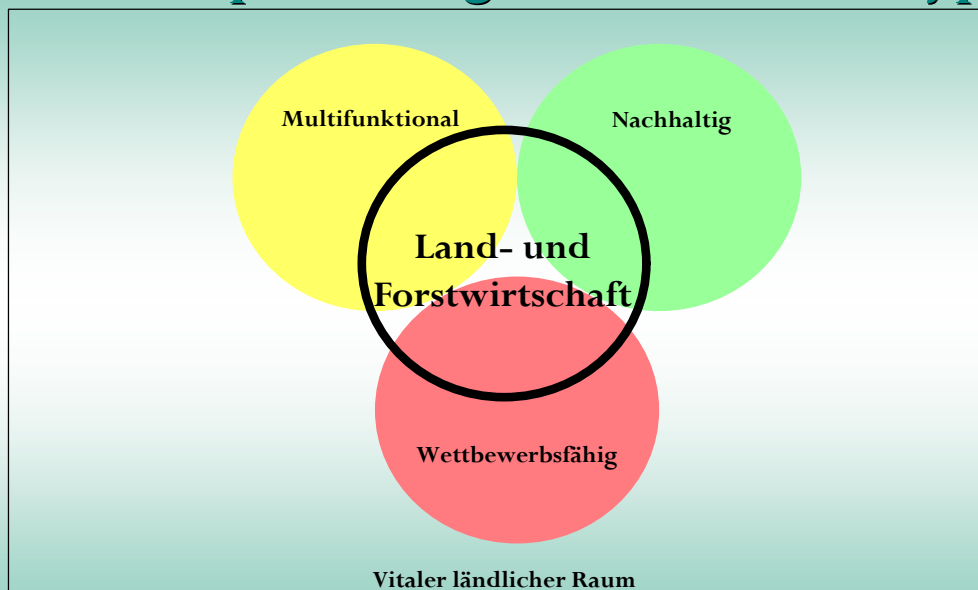 Multifunktional
Nachhaltig
Land- und
Forstwirtschaft
Wettbewerbsfähig
Vitaler ländlicher Raum